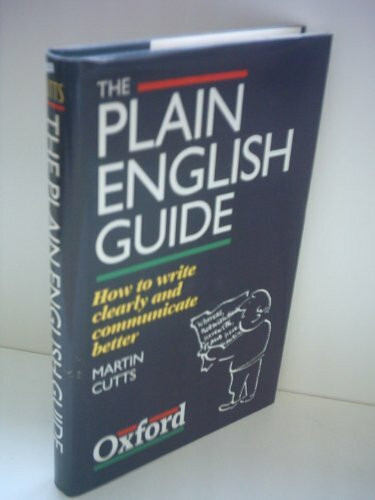 THE
PLAIN
ENGLISH
GUIDE
How to write
clearly and
communicate
better
MARTIN
CUTTS
Oxford
THE PLAIN ENGLISH GUIDE